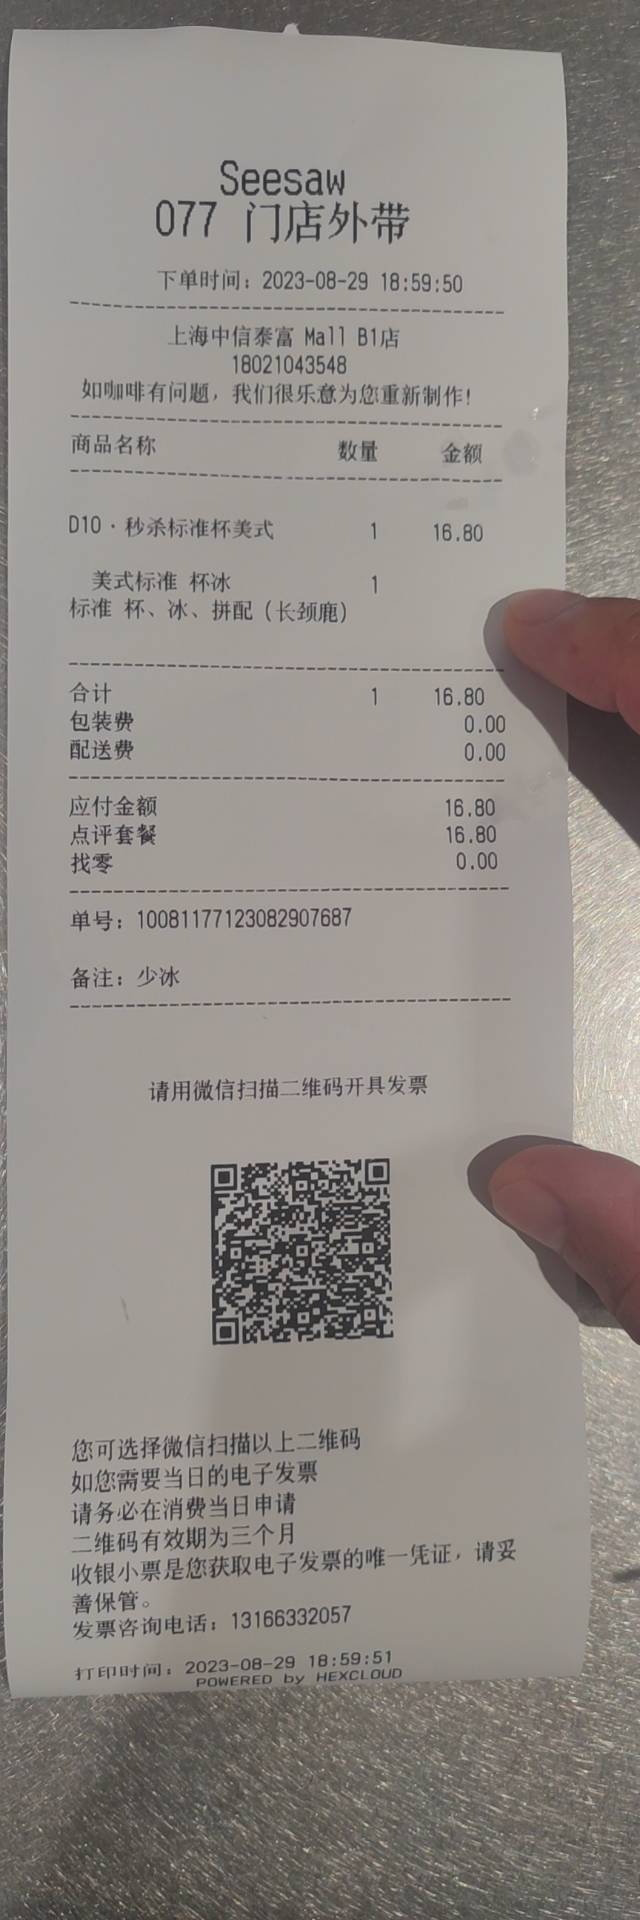 Seesaw
077 门店外带
下单时间：2023-08-29 18:59:50
上海中信泰富 Mall B1店
18021043548
如咖啡有问题，我们很乐意为您重新制作！
商品名称 数量 金额
D10·秒杀标准杯美式 1 16.80
美式标准 杯冰 1
标准 杯、冰、拼配（长颈鹿）
合计 1 16.80
包装费 0.00
配送费 0.00
应付金额 16.80
点评套餐 16.80
找零 0.00
单号：10081177123082907687
备注：少冰
请用微信扫描二维码开具发票
您可选择微信扫描以上二维码
如您需要当日的电子发票
请务必在消费当日申请
二维码有效期为三个月
收银小票是您获取电子发票的唯一凭证，请妥
善保管。
发票咨询电话：13166332057
打印时间：2023-08-29 18:59:51
POWERED by HEXCLOUD